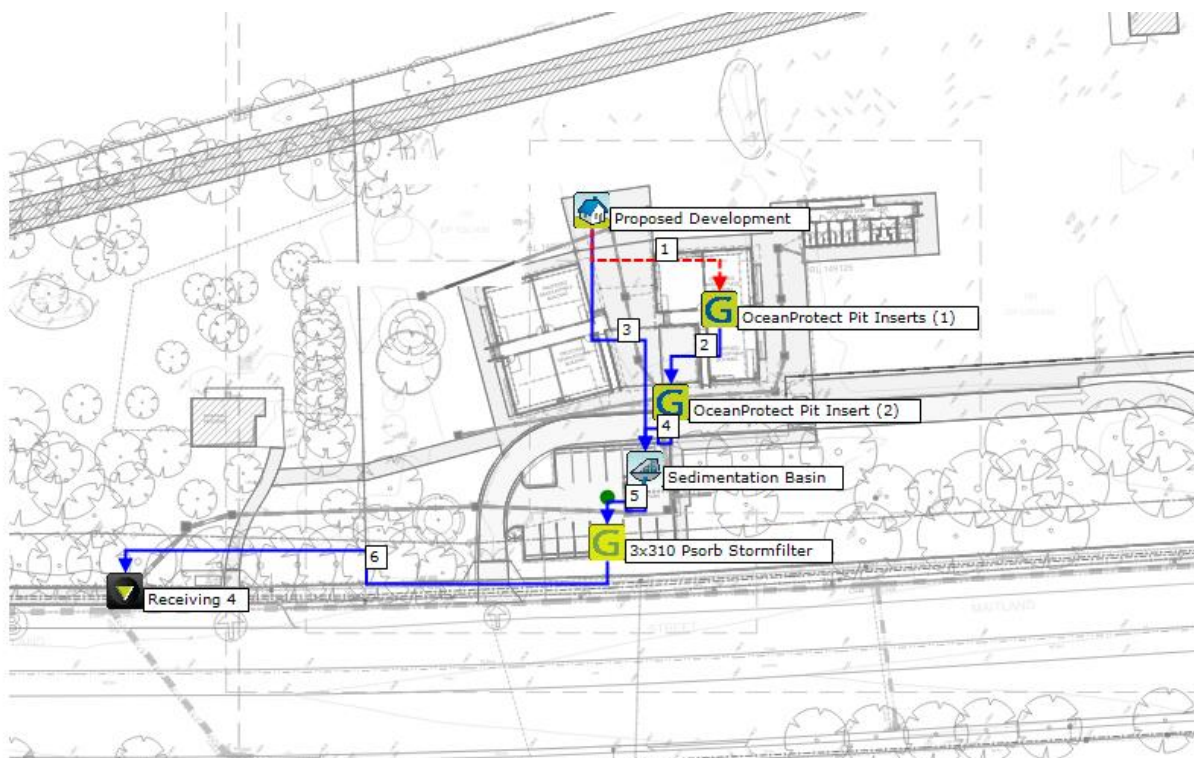 Proposed Development
1
OceanProtect Pit Inserts (1)
3
2
OceanProtect Pit Insert (2)
4
Sedimentation Basin
5
3x310 Psorb Stormfilter
6
Receiving 4
MAITLAND
STREET